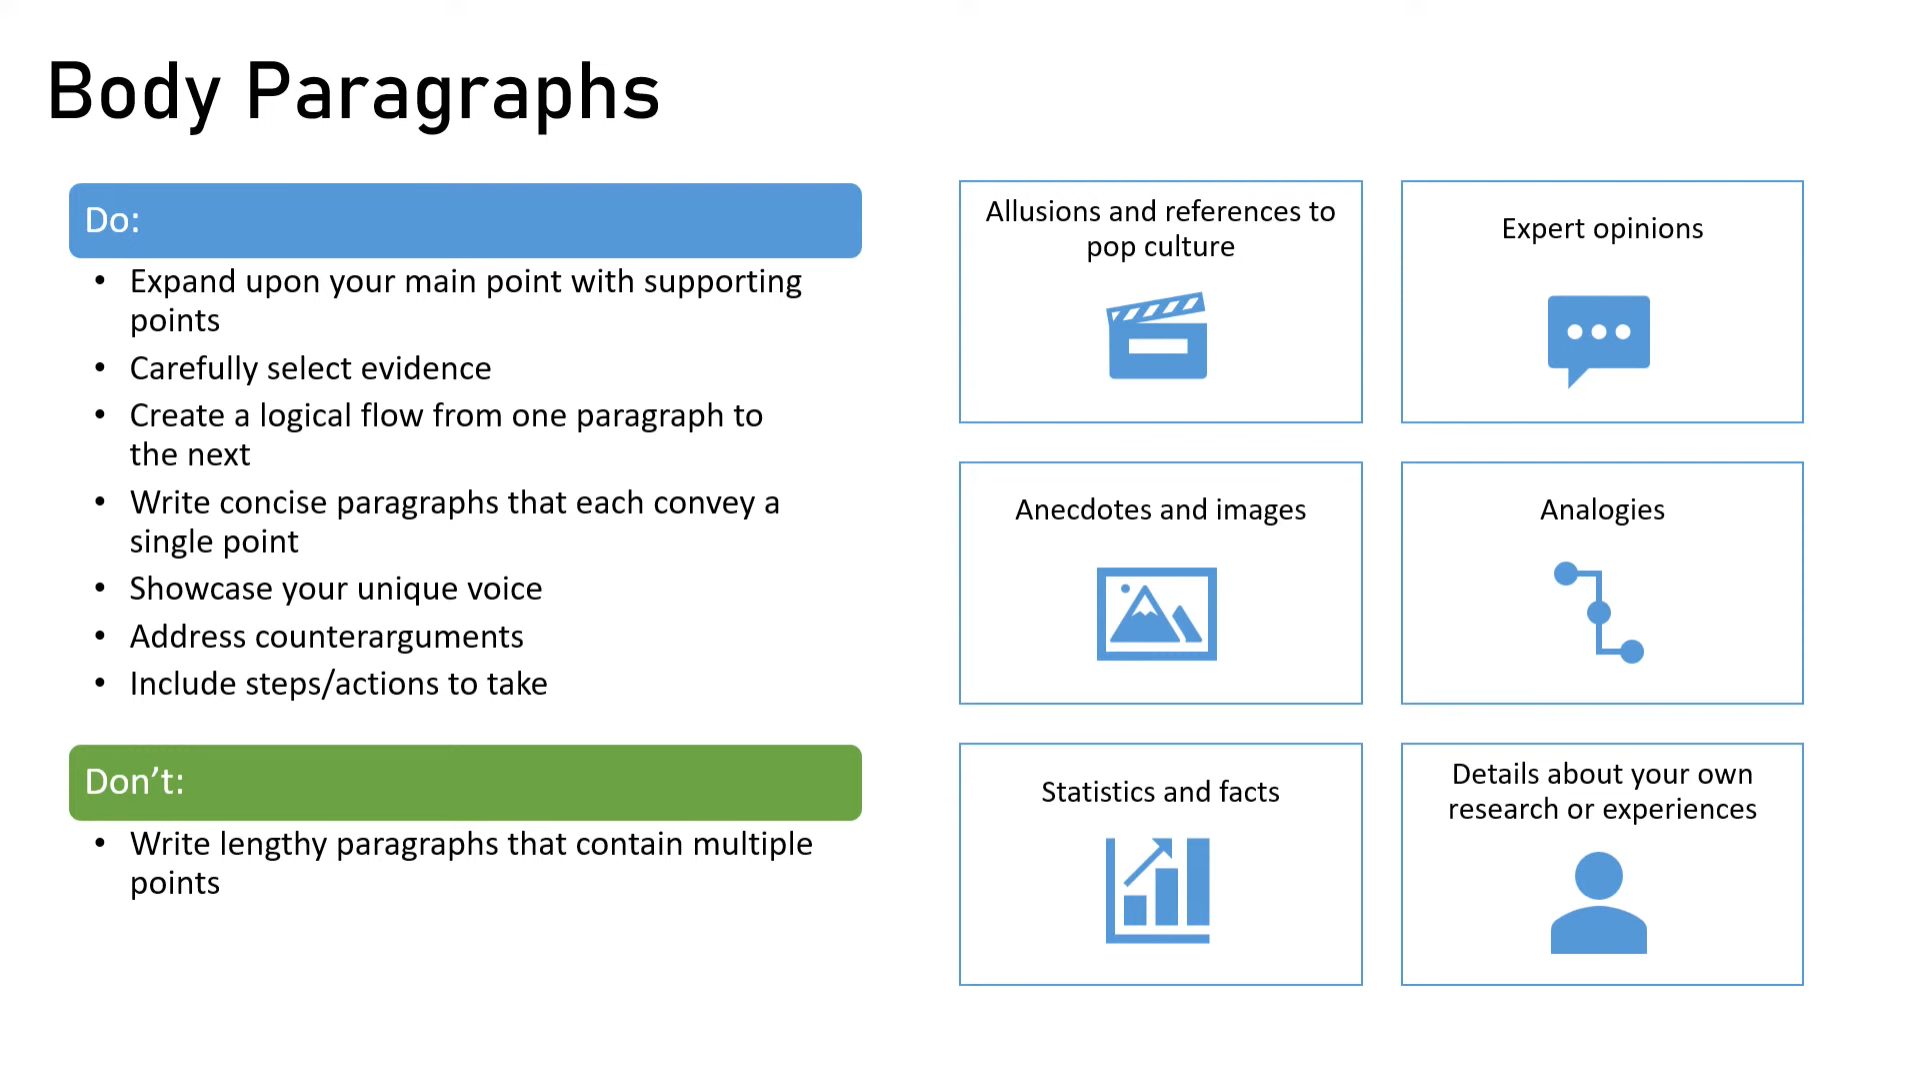 Body Paragraphs
Do:
• Expand upon your main point with supporting
points
• Carefully select evidence
• Create a logical flow from one paragraph to
the next
• Write concise paragraphs that each convey a
single point
• Showcase your unique voice
• Address counterarguments
• Include steps/actions to take
Don’t:
• Write lengthy paragraphs that contain multiple
points
Allusions and references to
pop culture
Expert opinions
Anecdotes and images
Analogies
Statistics and facts
Details about your own
research or experiences